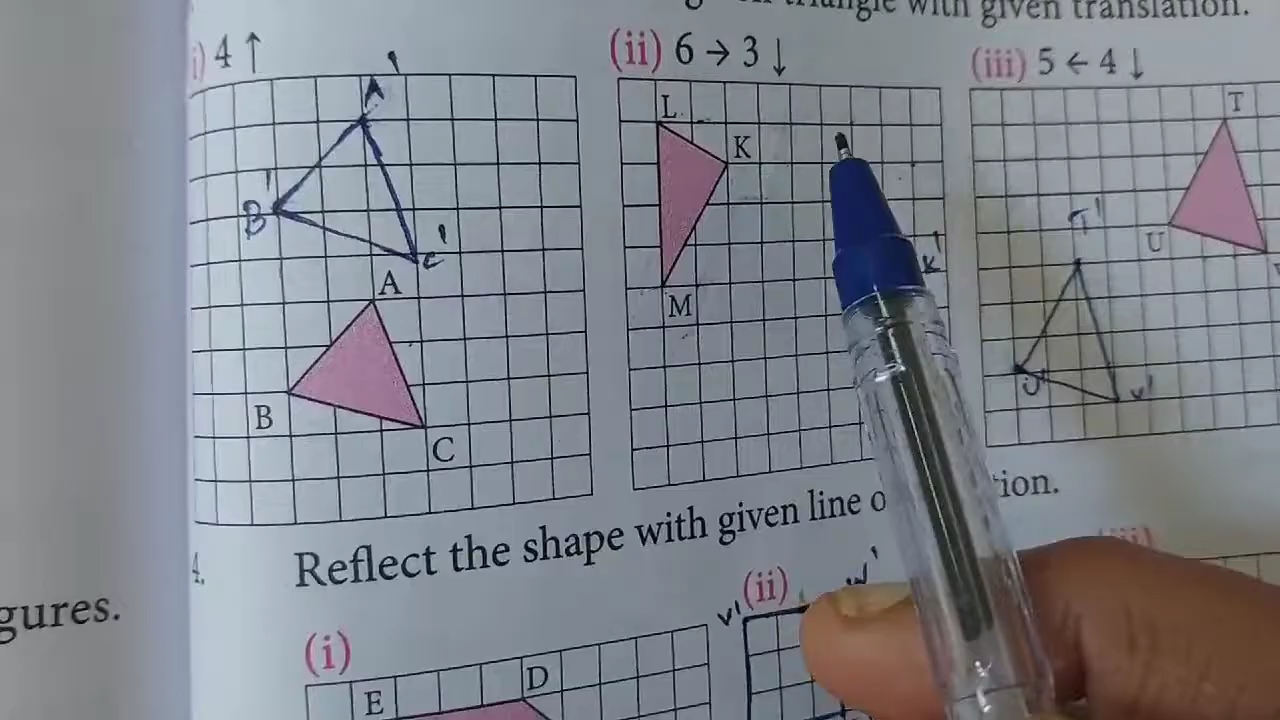 triangle with given translation.
(i) 4 ↑
(ii) 6 → 3 ↓
(iii) 5 ← 4 ↓
A'
B'
C'
A
B
C
L
K
M
K'
T
U
T'
U'
V'
4.
Reflect the shape with given line
gures.
(i)
E
D
(ii)
V'
W'
(iii)